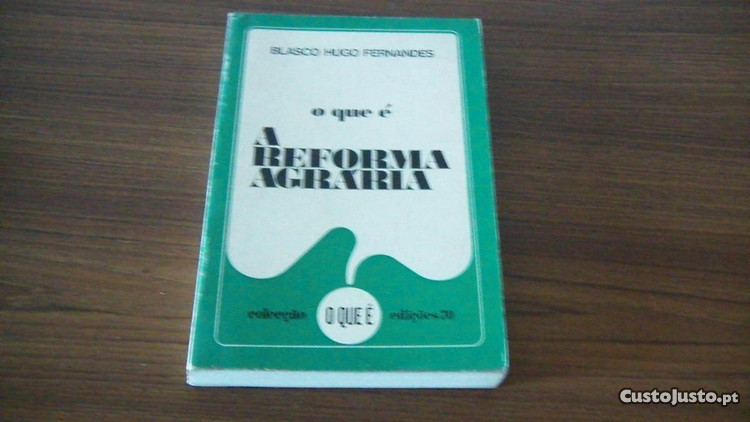 BLASCO HUGO FERNANDES
o que é
A
REFORMA
AGRÁRIA
colecção O QUE É edições 70
CustoJusto.pt